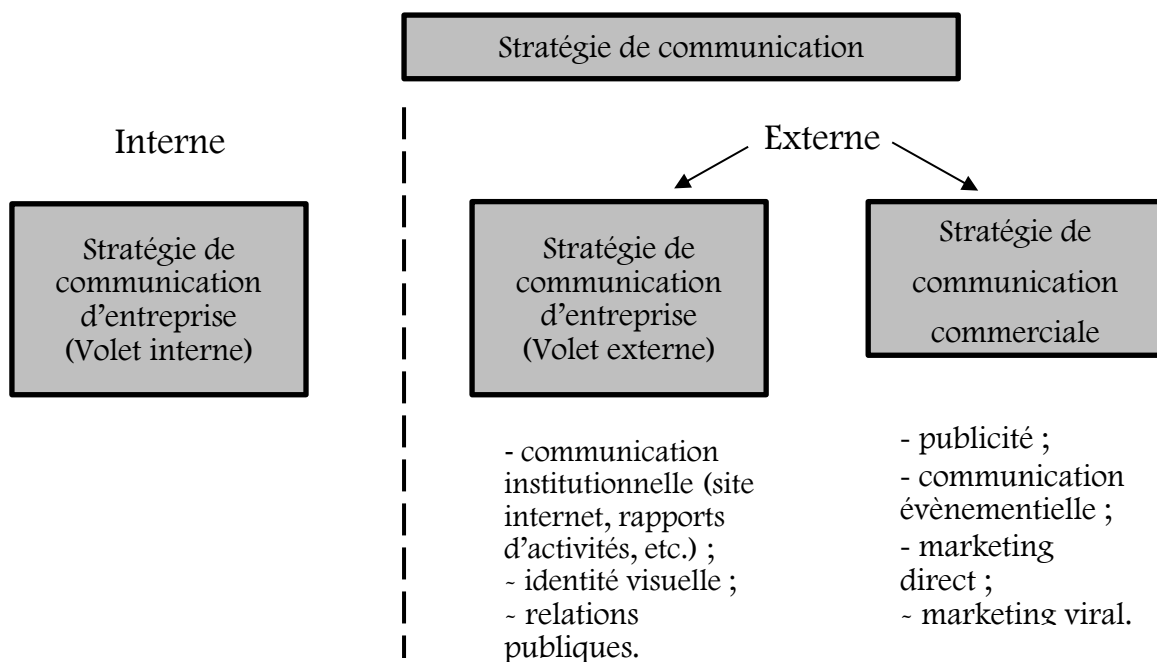 Stratégie de communication
Interne
Externe
Stratégie de
communication
d'entreprise
(Volet interne)
Stratégie de
communication
d'entreprise
(Volet externe)
Stratégie de
communication
commerciale
- communication
institutionnelle (site
internet, rapports
d'activités, etc.) ;
- identité visuelle ;
- relations
publiques.
- publicité ;
- communication
évènementielle ;
- marketing
direct ;
- marketing viral.